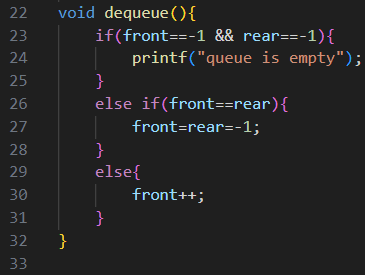 22 void dequeue(){
23     if(front==-1 && rear==-1){
24         printf("queue is empty");
25     }
26     else if(front==rear){
27         front=rear=-1;
28     }
29     else{
30         front++;
31     }
32 }
33